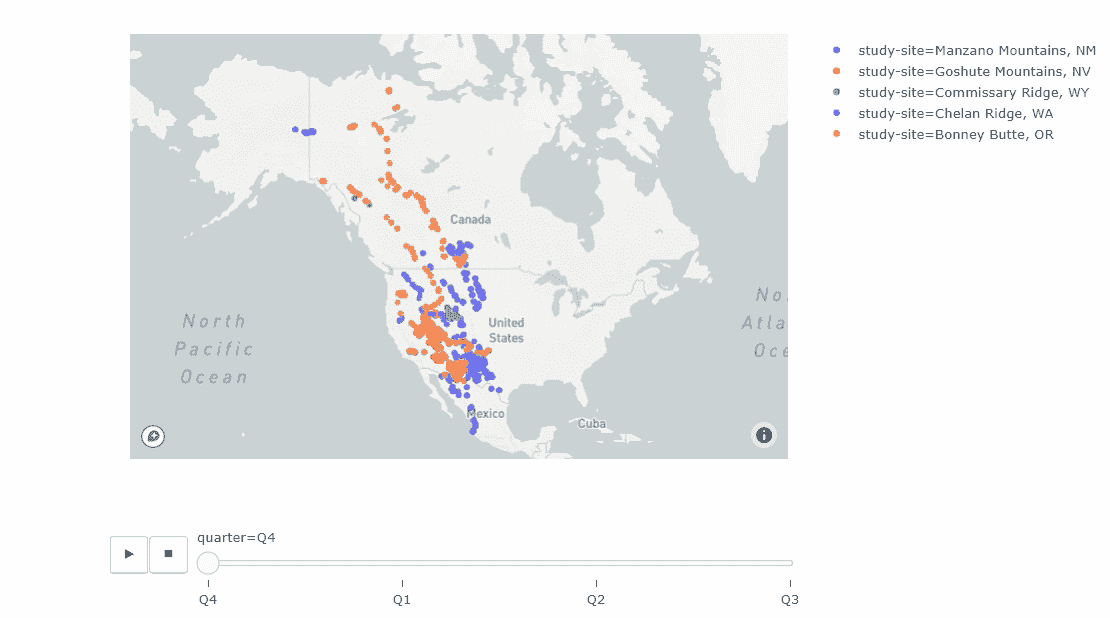 study-site=Manzano Mountains, NM
study-site=Goshute Mountains, NV
study-site=Commissary Ridge, WY
study-site=Chelan Ridge, WA
study-site=Bonney Butte, OR
Canada
United
States
North
Pacific
Ocean
No
Atla
Oce
Mexico
Cuba
quarter=Q4
Q4
Q1
Q2
Q3